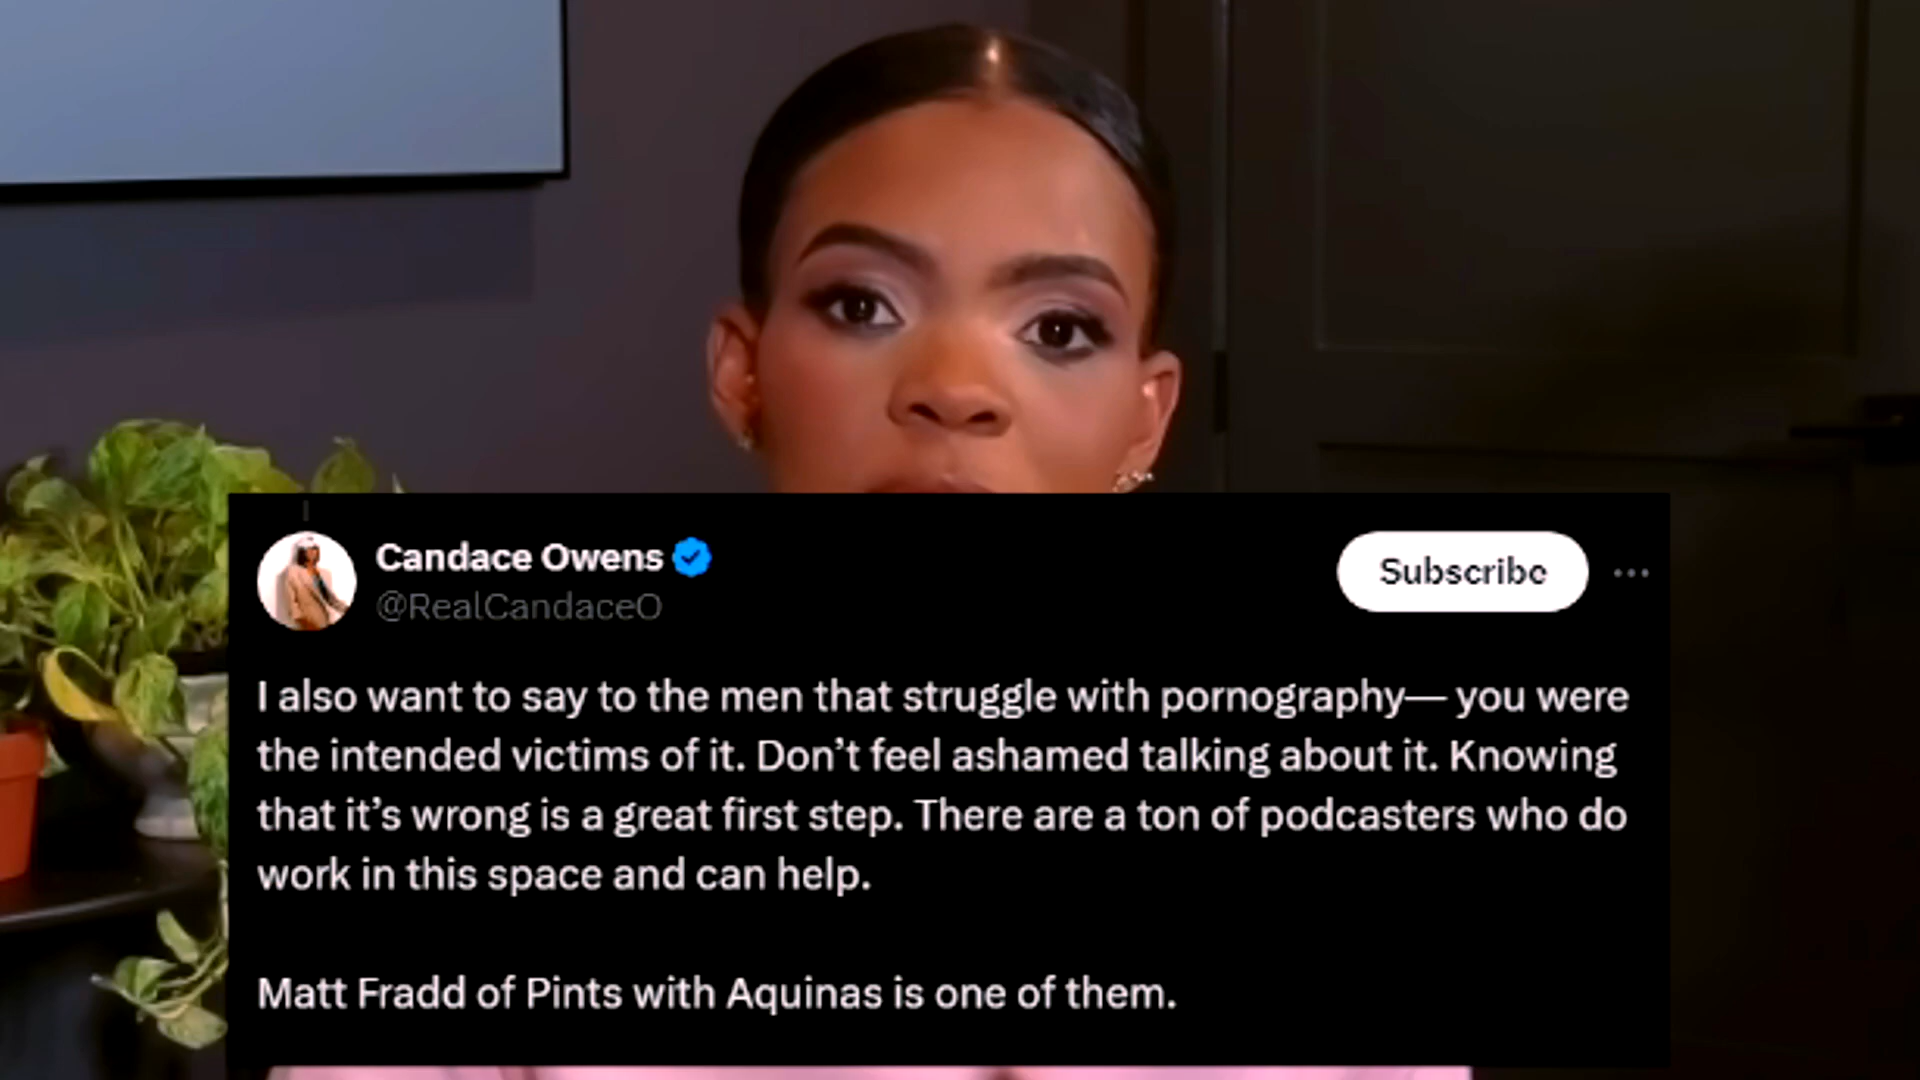 Candace Owens
@RealCandaceO
Subscribe
I also want to say to the men that struggle with pornography— you were
the intended victims of it. Don’t feel ashamed talking about it. Knowing
that it’s wrong is a great first step. There are a ton of podcasters who do
work in this space and can help.
Matt Fradd of Pints with Aquinas is one of them.